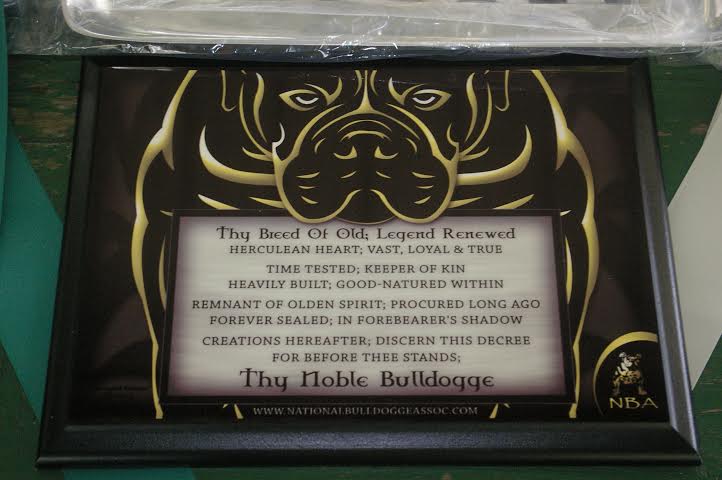 Thy Breed Of Old; Legend Renewed
HERCULEAN HEART; VAST, LOYAL & TRUE
TIME TESTED; KEEPER OF KIN
HEAVILY BUILT; GOOD-NATURED WITHIN
REMNANT OF OLDEN SPIRIT; PROCURED LONG AGO
FOREVER SEALED; IN FOREBEARER'S SHADOW
CREATIONS HEREAFTER; DISCERN THIS DECREE
FOR BEFORE THEE STANDS;
Thy Noble Bulldogge
WWW.NATIONALBULLDOGGEASSOC.COM
NBA